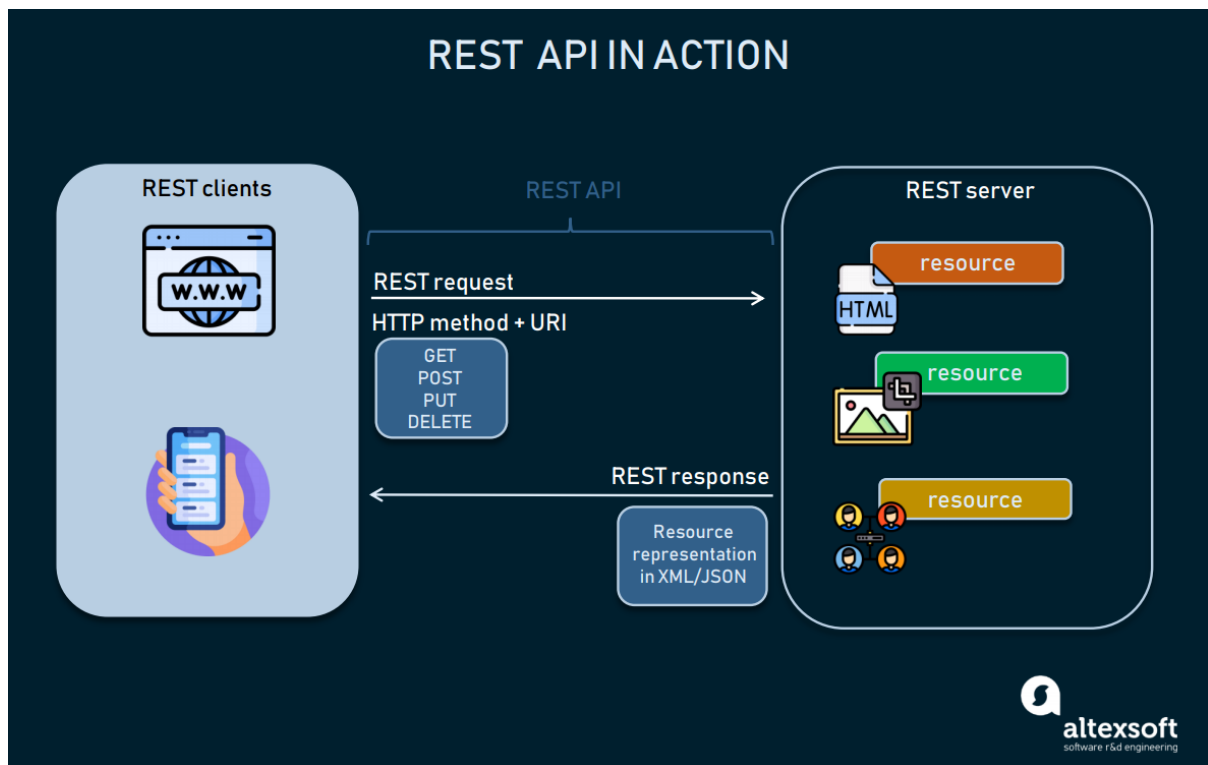 REST API IN ACTION
REST clients
W.W.W
REST API
REST request
HTTP method + URI
GET
POST
PUT
DELETE
REST response
Resource
representation
in XML/JSON
REST server
resource
HTML
resource
resource
altexsoft
software r&d engineering